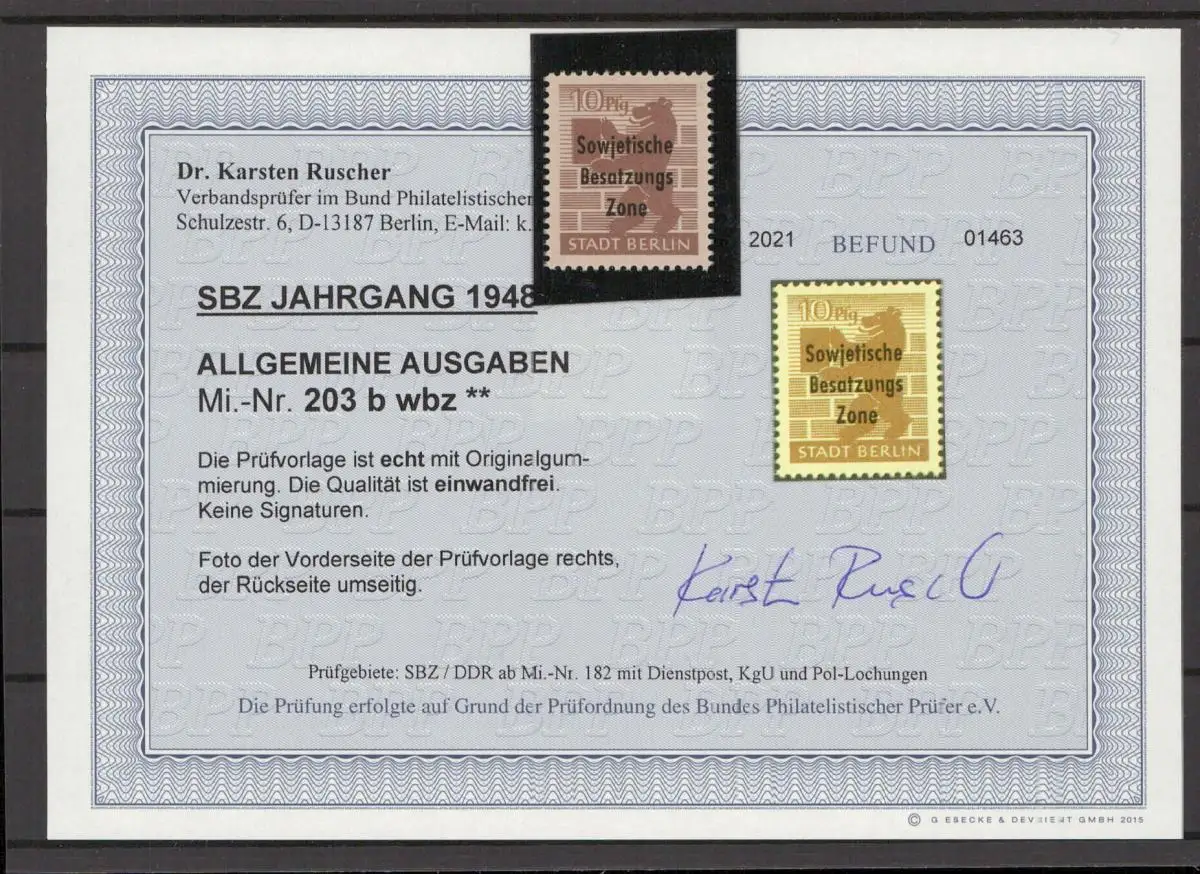 Dr. Karsten Ruscher
Verbandsprüfer im Bund Philatelistischer
Schulzestr. 6, D-13187 Berlin, E-Mail: k.
10 Pfg
Sowjetische
Besatzungs
Zone
STADT BERLIN
2021 BEFUND 01463
SBZ JAHRGANG 1948
ALLGEMEINE AUSGABEN
Mi.-Nr. 203 b wbz **
10 Pfg
Sowjetische
Besatzungs
Zone
STADT BERLIN
Die Prüfvorlage ist echt mit Originalgum-
mierung. Die Qualität ist einwandfrei.
Keine Signaturen.
Foto der Vorderseite der Prüfvorlage rechts,
der Rückseite umseitig.
Karsten Ruscher
Prüfgebiete: SBZ / DDR ab Mi.-Nr. 182 mit Dienstpost, KgU und Pol-Lochungen
Die Prüfung erfolgte auf Grund der Prüfordnung des Bundes Philatelistischer Prüfer e.V.
© GIESECKE & DEVRIENT GMBH 2015